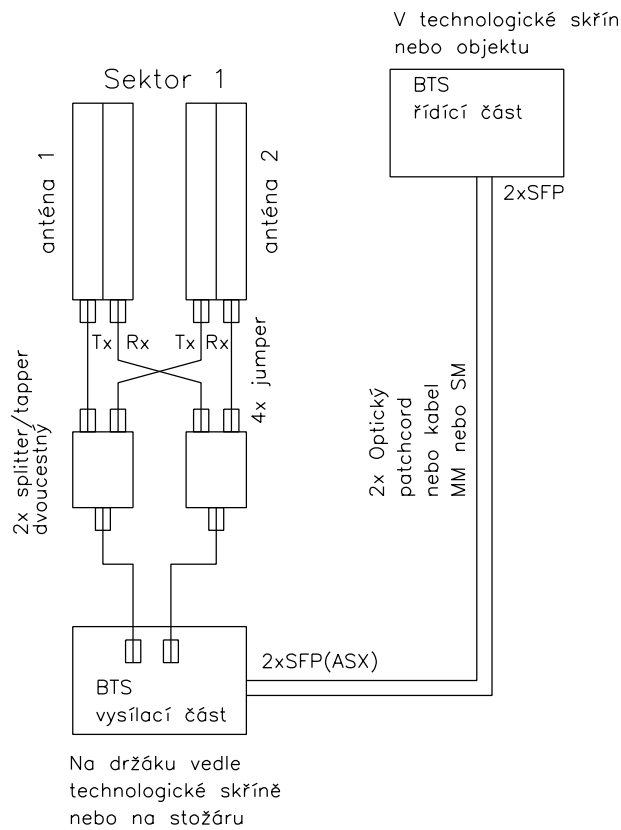 V technologické skřín
nebo objektu
Sektor 1
BTS
řídící část
anténa 1
anténa 2
2xSFP
Tx
Rx
Tx
Rx
4x jumper
2x splitter/tapper
dvoucestný
2x Optický
patchcord
nebo kabel
MM nebo SM
2xSFP(ASX)
BTS
vysílací část
Na držáku vedle
technologické skříně
nebo na stožáru